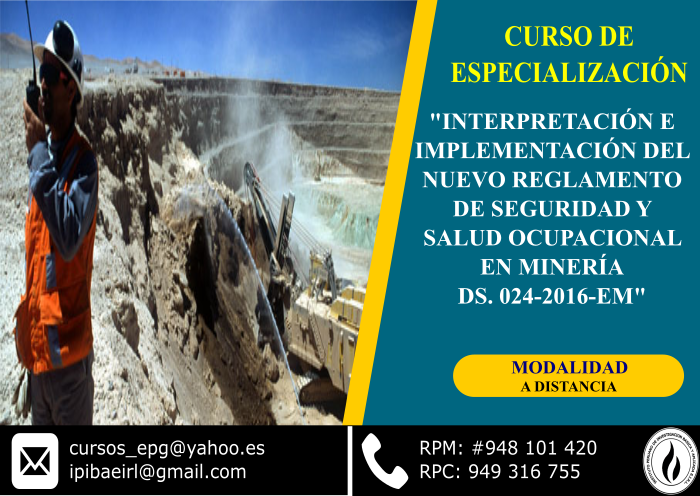 CURSO DE
ESPECIALIZACIÓN
"INTERPRETACIÓN E
IMPLEMENTACIÓN DEL
NUEVO REGLAMENTO
DE SEGURIDAD Y
SALUD OCUPACIONAL
EN MINERÍA
DS. 024-2016-EM"
MODALIDAD
A DISTANCIA
cursos_epg@yahoo.es
ipibaeirl@gmail.com
RPM: #948 101 420
RPC: 949 316 755